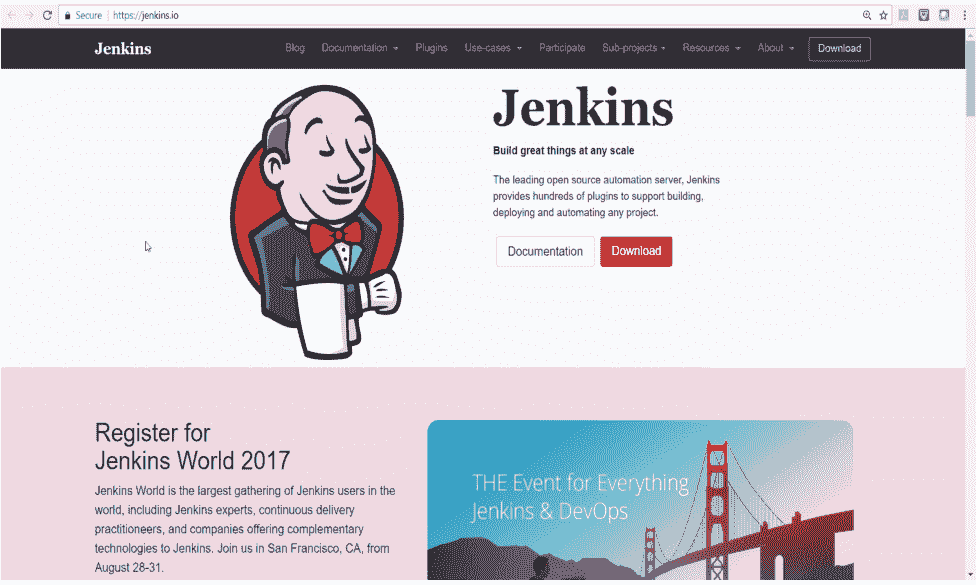 Secure https://jenkins.io
Jenkins Blog Documentation Plugins Use-cases Participate Sub-projects Resources About Download
Jenkins
Build great things at any scale
The leading open source automation server, Jenkins
provides hundreds of plugins to support building,
deploying and automating any project.
Documentation Download
Register for
Jenkins World 2017
Jenkins World is the largest gathering of Jenkins users in the
world, including Jenkins experts, continuous delivery
practitioneers, and companies offering complementary
technologies to Jenkins. Join us in San Francisco, CA, from
August 28-31.
THE Event for Everything
Jenkins & DevOps